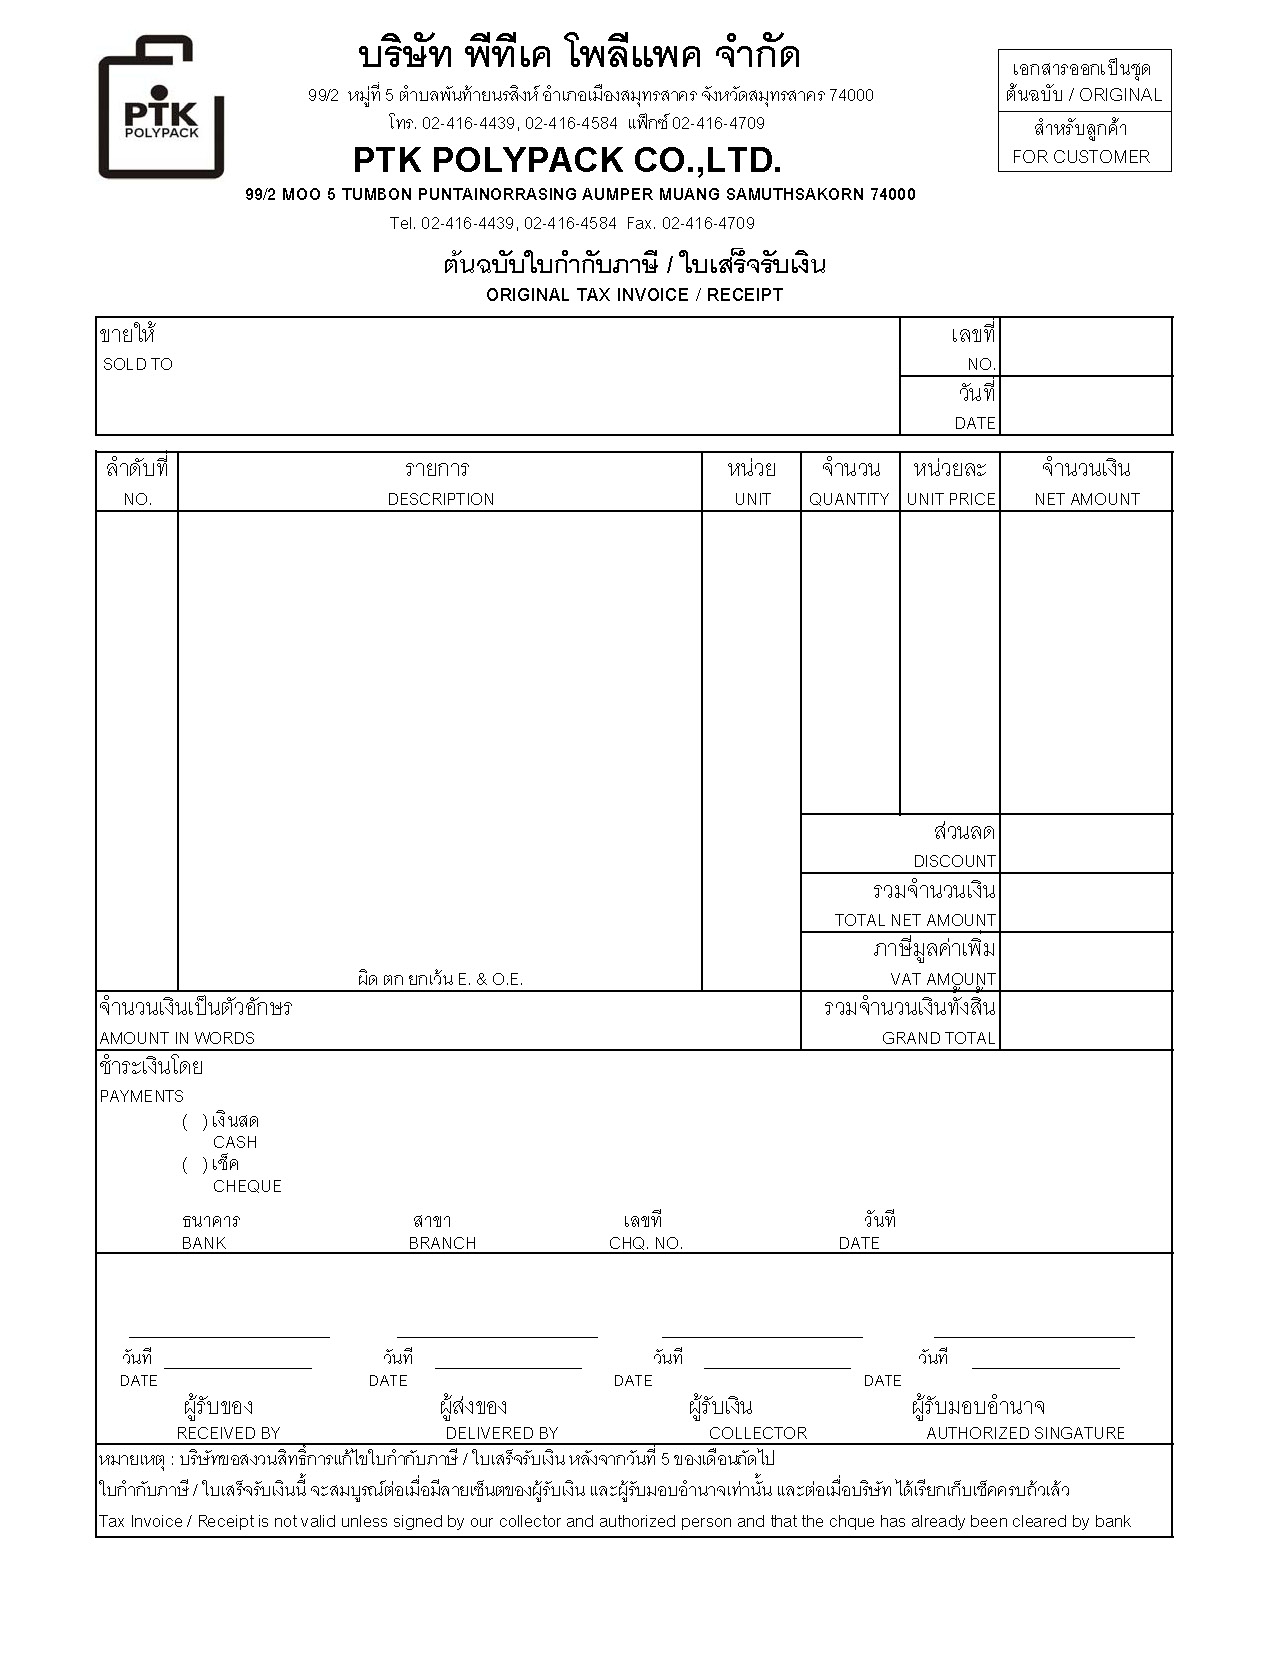 PTK
POLYPACK
บริษัท พีทีเค โพลีแพค จำกัด
99/2 หมู่ที่ 5 ตำบลพันท้ายนรสิงห์ อำเภอเมืองสมุทรสาคร จังหวัดสมุทรสาคร 74000
โทร. 02-416-4439, 02-416-4584 แฟ็กซ์ 02-416-4709
PTK POLYPACK CO.,LTD.
99/2 MOO 5 TUMBON PUNTAINORRASING AUMPER MUANG SAMUTHSAKORN 74000
Tel. 02-416-4439, 02-416-4584 Fax. 02-416-4709
เอกสารออกเป็นชุด
ต้นฉบับ / ORIGINAL
สำหรับลูกค้า
FOR CUSTOMER
ต้นฉบับใบกำกับภาษี / ใบเสร็จรับเงิน
ORIGINAL TAX INVOICE / RECEIPT
ขายให้
SOLD TO
เลขที่
NO.
วันที่
DATE
ลำดับที่ รายการ หน่วย จำนวน หน่วยละ จำนวนเงิน
NO. DESCRIPTION UNIT QUANTITY UNIT PRICE NET AMOUNT
ส่วนลด
DISCOUNT
รวมจำนวนเงิน
TOTAL NET AMOUNT
ภาษีมูลค่าเพิ่ม
ผิด ตก ยกเว้น E. & O.E. VAT AMOUNT
จำนวนเงินเป็นตัวอักษร รวมจำนวนเงินทั้งสิ้น
AMOUNT IN WORDS GRAND TOTAL
ชำระเงินโดย
PAYMENTS
( ) เงินสด
CASH
( ) เช็ค
CHEQUE
ธนาคาร สาขา เลขที่ วันที่
BANK BRANCH CHQ. NO. DATE
วันที่ วันที่ วันที่ วันที่
DATE DATE DATE DATE
ผู้รับของ ผู้ส่งของ ผู้รับเงิน ผู้รับมอบอำนาจ
RECEIVED BY DELIVERED BY COLLECTOR AUTHORIZED SINGATURE
หมายเหตุ : บริษัทขอสงวนสิทธิ์การแก้ไขใบกำกับภาษี / ใบเสร็จรับเงิน หลังจากวันที่ 5 ของเดือนถัดไป
ใบกำกับภาษี / ใบเสร็จรับเงินนี้ จะสมบูรณ์ต่อเมื่อมีลายเซ็นตของผู้รับเงิน และผู้รับมอบอำนาจเท่านั้น และต่อเมื่อบริษัท ได้เรียกเก็บเช็คครบถ้วเล้ว
Tax Invoice / Receipt is not valid unless signed by our collector and authorized person and that the chque has already been cleared by bank